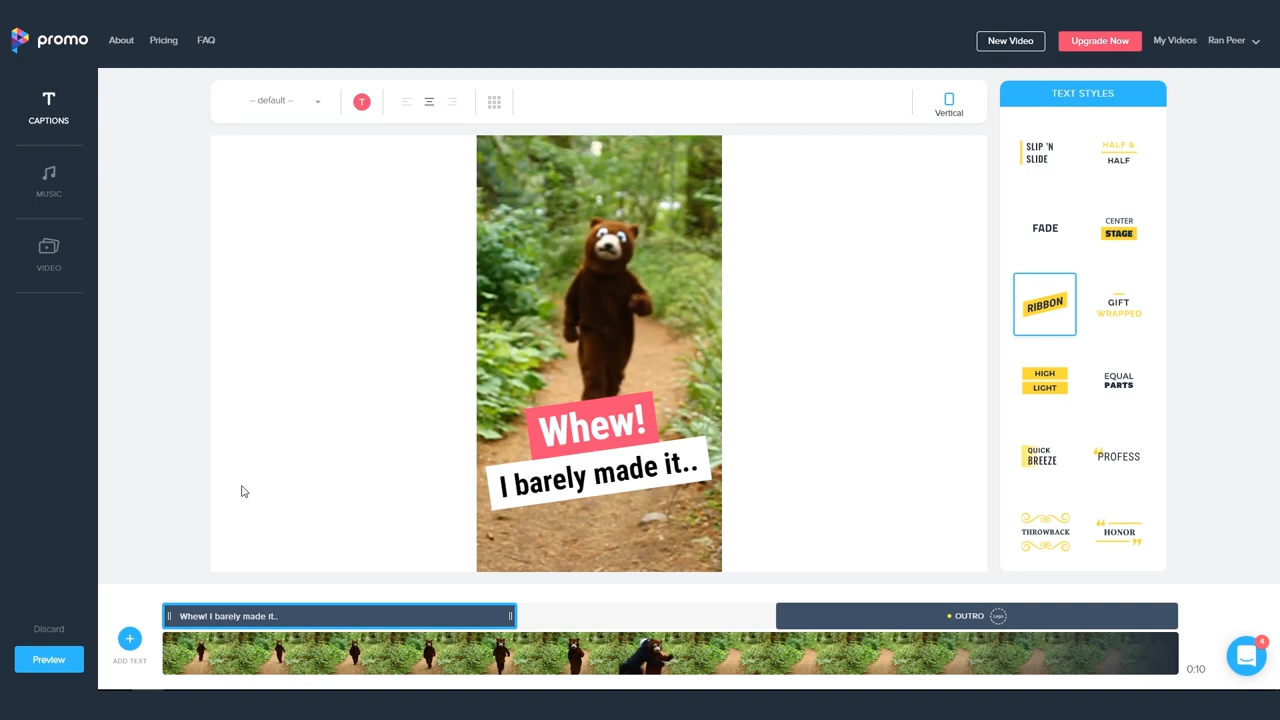 promo
About
Pricing
FAQ
New Video
Upgrade Now
My Videos
Ran Peer
T
CAPTIONS
MUSIC
VIDEO
-- default --
T
Vertical
TEXT STYLES
SLIP 'N
SLIDE
HALF &
HALF
FADE
CENTER
STAGE
RIBBON
GIFT
WRAPPED
HIGH
LIGHT
EQUAL
PARTS
QUICK
BREEZE
“PROFESS
THROWBACK
“HONOR”
Whew!
I barely made it..
Discard
Preview
+
ADD TEXT
Whew! I barely made it..
OUTRO
Logo
0:10
4